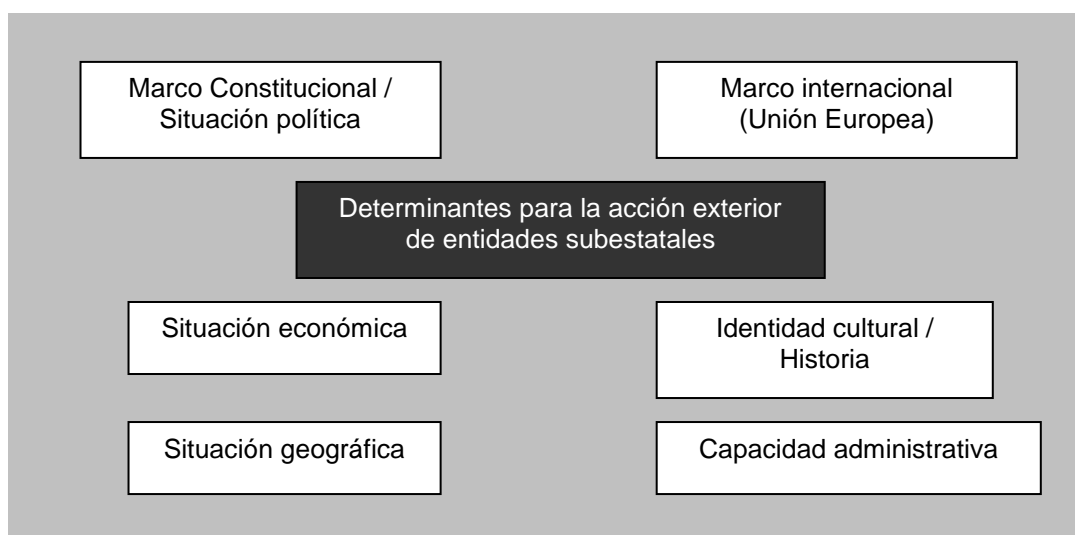 Marco Constitucional /
Situación política
Marco internacional
(Unión Europea)
Determinantes para la acción exterior
de entidades subestatales
Situación económica
Identidad cultural /
Historia
Situación geográfica
Capacidad administrativa